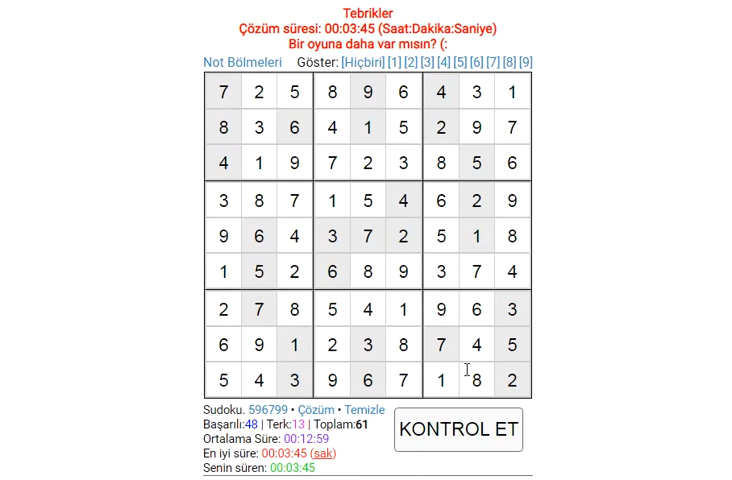 Tebrikler
Çözüm süresi: 00:03:45 (Saat:Dakika:Saniye)
Bir oyuna daha var mısın? (:
Not Bölmeleri Göster: [Hiçbiri] [1] [2] [3] [4] [5] [6] [7] [8] [9]
7 2 5 8 9 6 4 3 1
8 3 6 4 1 5 2 9 7
4 1 9 7 2 3 8 5 6
3 8 7 1 5 4 6 2 9
9 6 4 3 7 2 5 1 8
1 5 2 6 8 9 3 7 4
2 7 8 5 4 1 9 6 3
6 9 1 2 3 8 7 4 5
5 4 3 9 6 7 1 8 2
Sudoku. 596799 • Çözüm • Temizle
Başarılı:48 | Terk:13 | Toplam:61
Ortalama Süre: 00:12:59
En iyi süre: 00:03:45 (sak)
Senin süren: 00:03:45
KONTROL ET